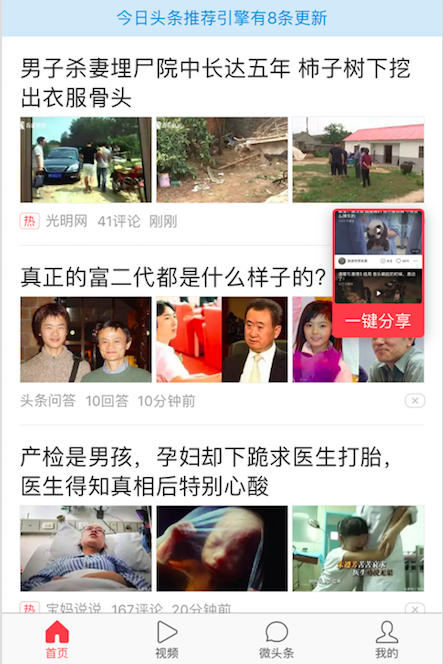 今日头条推荐引擎有8条更新
男子杀妻埋尸院中长达五年 柿子树下挖
出衣服骨头
热 光明网 41评论 刚刚
真正的富二代都是什么样子的?
一键分享
头条问答 10回答 10分钟前
产检是男孩，孕妇却下跪求医生打胎，
医生得知真相后特别心酸
苦苦哀求
医生
热 宝妈说说 167评论 20分钟前
首页 视频 微头条 我的